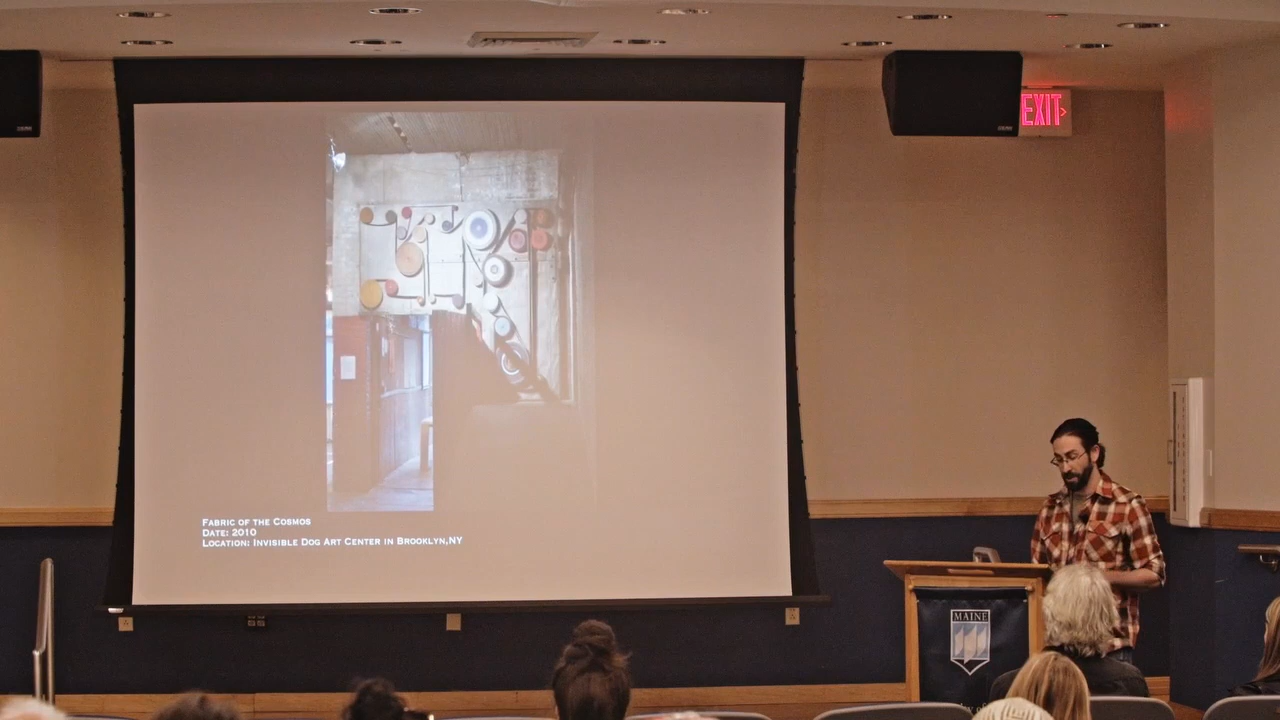 EXIT
FABRIC OF THE COSMOS
DATE: 2010
LOCATION: INVISIBLE DOG ART CENTER IN BROOKLYN,NY
MAINE